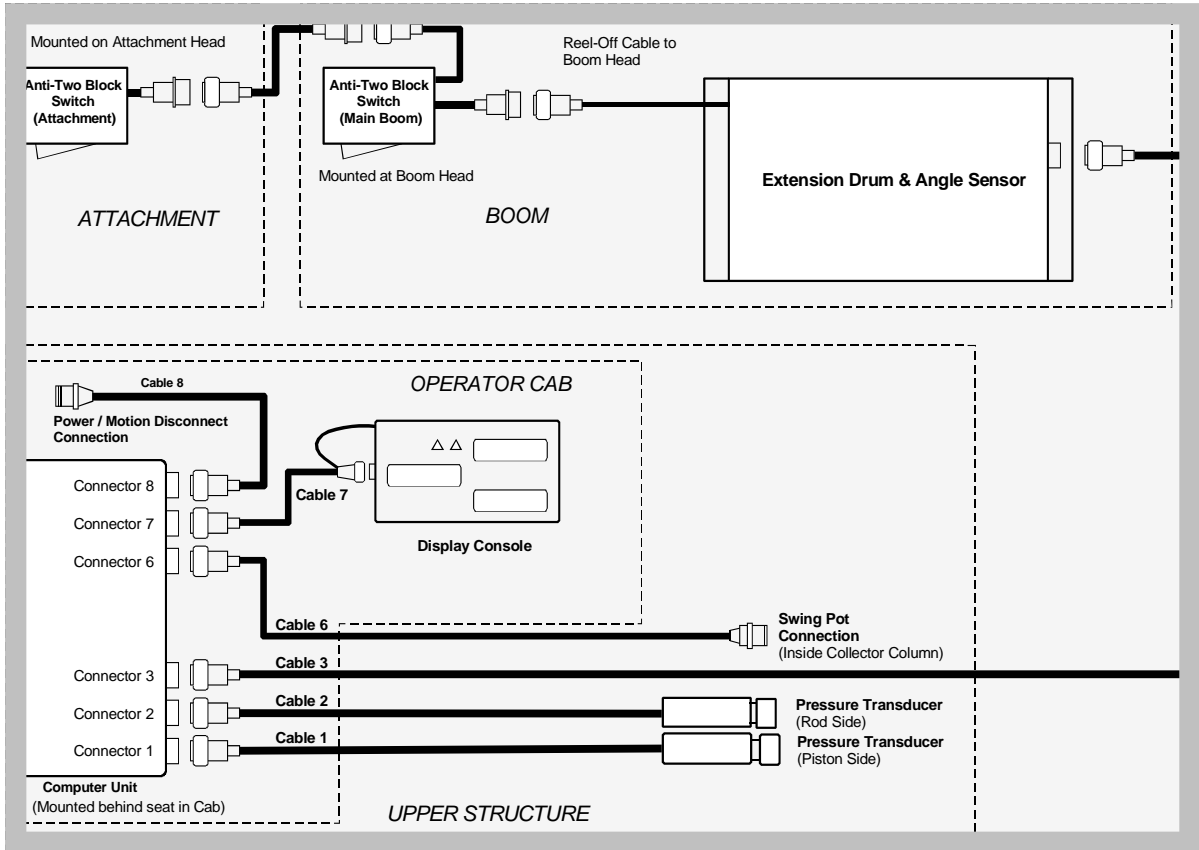 Mounted on Attachment Head
Anti-Two Block
Switch
(Attachment)
ATTACHMENT
Anti-Two Block
Switch
(Main Boom)
Mounted at Boom Head
Reel-Off Cable to
Boom Head
BOOM
Extension Drum & Angle Sensor
OPERATOR CAB
Cable 8
Power / Motion Disconnect
Connection
Connector 8
Connector 7
Connector 6
Cable 7
Display Console
Cable 6
Swing Pot
Connection
(Inside Collector Column)
Connector 3
Cable 3
Connector 2
Cable 2
Pressure Transducer
(Rod Side)
Connector 1
Cable 1
Pressure Transducer
(Piston Side)
Computer Unit
(Mounted behind seat in Cab)
UPPER STRUCTURE